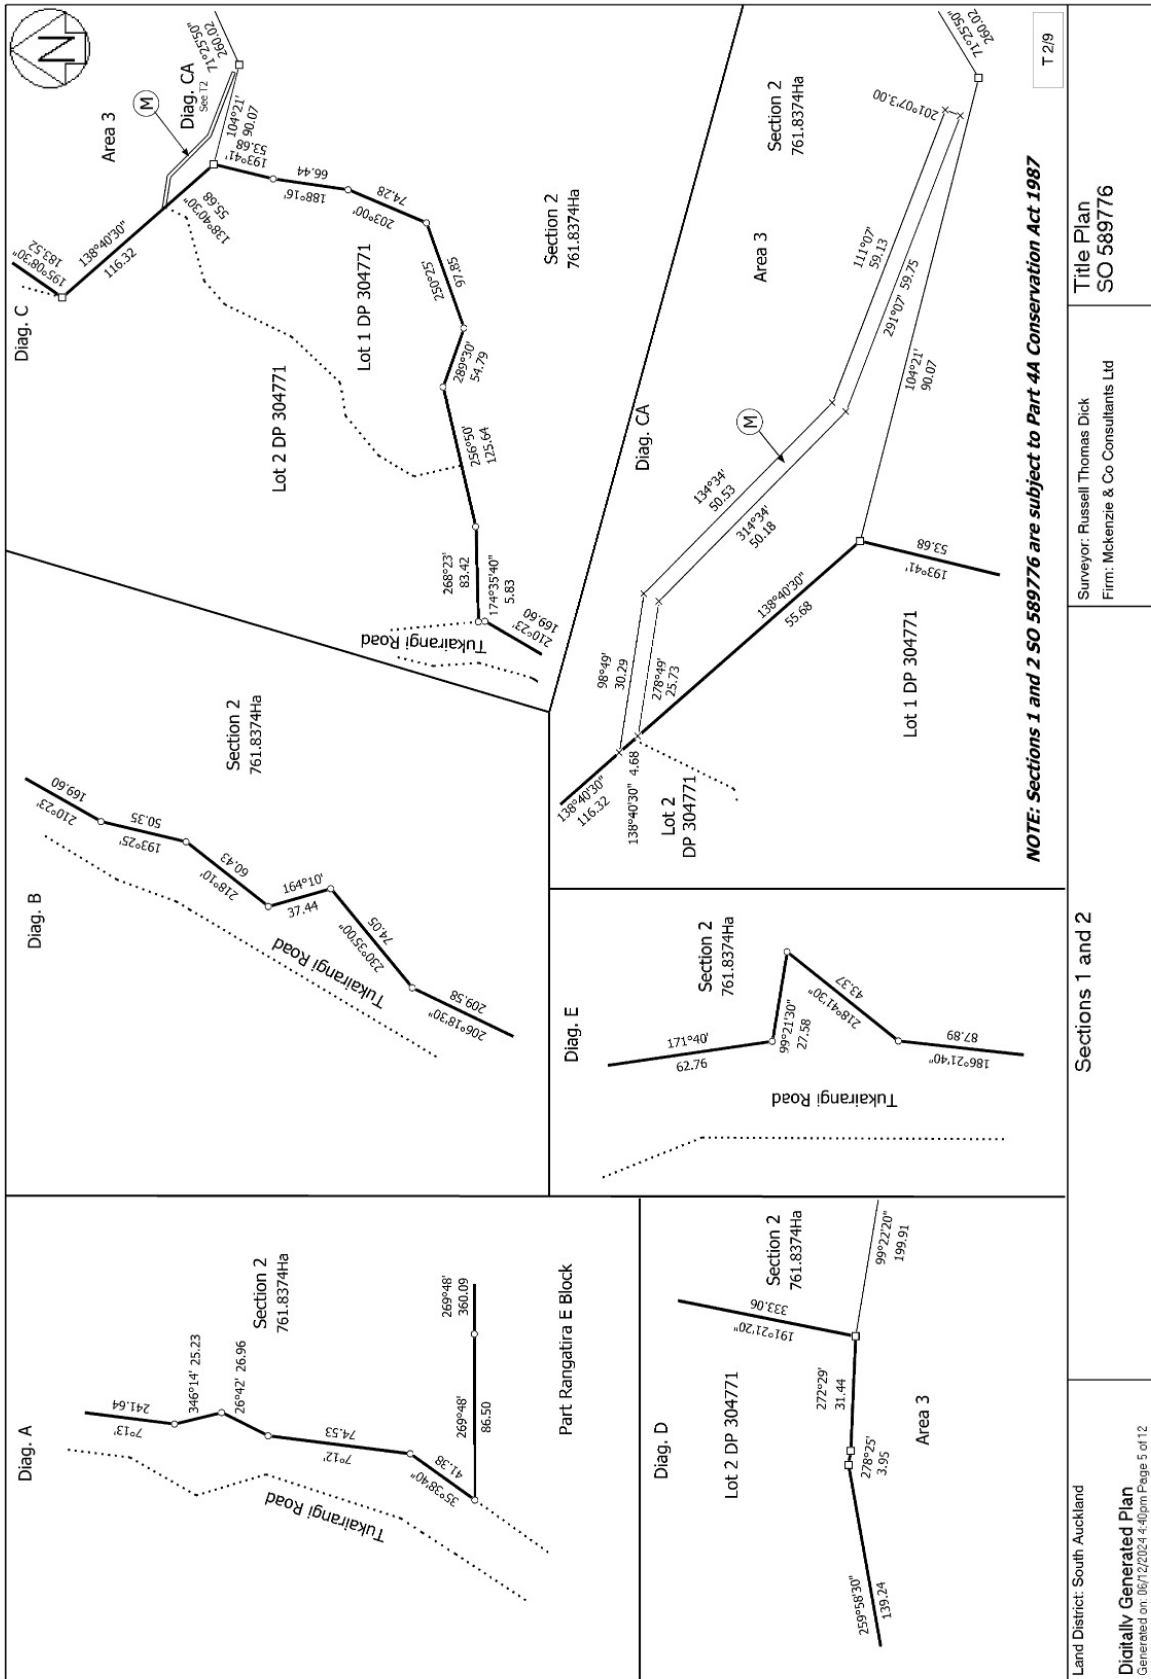 Diag. A
7°13'
241.64
346°14' 25.23
26°42' 26.96
Section 2
761.8374Ha
7°12'
74.53
35°38'40"
41.38
269°48'
86.50
269°48'
360.09
Tukairangi Road
Part Rangatira E Block
Diag. B
210°23'
169.60
193°25'
50.35
218°10'
60.43
164°10'
37.44
230°35'00"
74.05
206°18'30"
209.58
Tukairangi Road
Section 2
761.8374Ha
Diag. C
195°08'30"
183.52
138°40'30"
116.32
138°40'30"
55.68
Area 3
M
Diag. CA
See T2
71°25'50"
260.02
104°21'
90.07
193°41'
53.68
188°16'
66.44
203°00'
74.28
250°25'
97.85
289°30'
54.79
256°50'
125.64
268°23'
83.42
174°35'40"
5.83
210°23'
169.60
Tukairangi Road
Lot 2 DP 304771
Lot 1 DP 304771
Section 2
761.8374Ha
N
Diag. D
Lot 2 DP 304771
191°21'20"
333.06
Section 2
761.8374Ha
272°29'
31.44
278°25'
3.95
259°58'30"
139.24
99°22'20"
199.91
Area 3
Diag. E
171°40'
62.76
99°21'30"
27.58
218°41'30"
43.37
186°21'40"
87.89
Tukairangi Road
Section 2
761.8374Ha
Diag. CA
Area 3
Section 2
761.8374Ha
M
138°40'30"
116.32
138°40'30" 4.68
98°49'
30.29
278°49'
25.73
134°34'
50.53
314°34'
50.18
111°07'
59.13
291°07' 59.75
201°07'3.00
104°21'
90.07
71°25'50"
260.02
138°40'30"
55.68
193°41'
53.68
Lot 2
DP 304771
Lot 1 DP 304771
NOTE: Sections 1 and 2 SO 589776 are subject to Part 4A Conservation Act 1987
T 2/9
Land District: South Auckland
Digitally Generated Plan
Generated on: 06/12/2024 4:40pm Page 5 of 12
Sections 1 and 2
Surveyor: Russell Thomas Dick
Firm: Mckenzie & Co Consultants Ltd
Title Plan
SO 589776